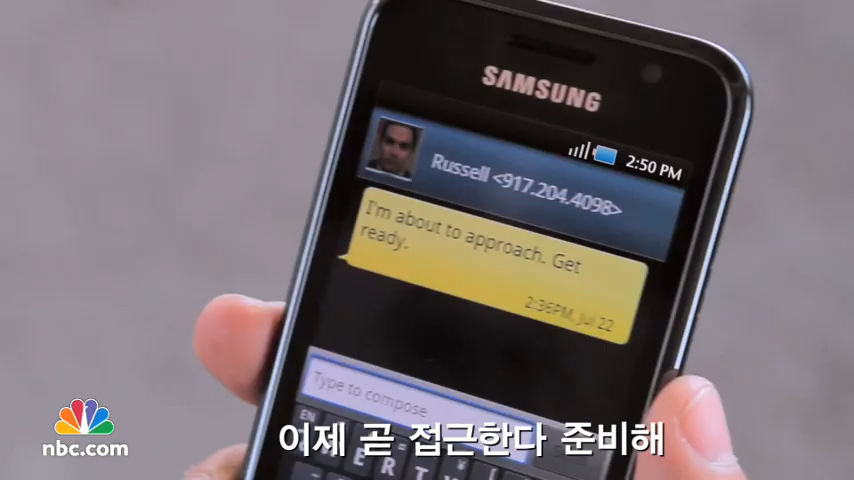 SAMSUNG
2:50 PM
Russell <917.204.4098>
I'm about to approach. Get
ready.
2:36PM, Jul 22
Type to compose
EN
E R T Y
nbc.com
이제 곧 접근한다 준비해